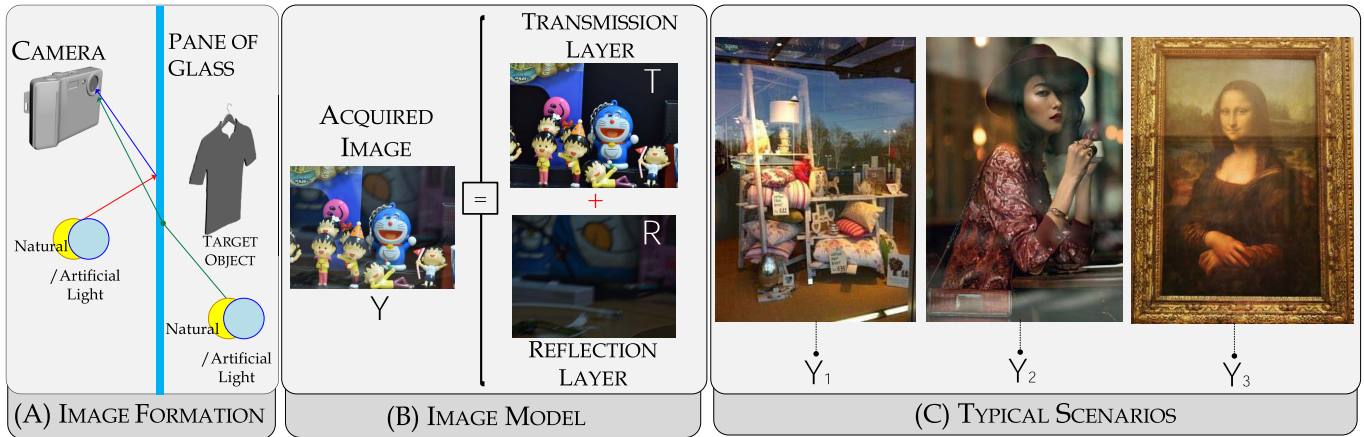 CAMERA
PANE OF
GLASS
Natural
/Artificial
Light
TARGET
OBJECT
Natural
/Artificial
Light
(A) IMAGE FORMATION
ACQUIRED
IMAGE
Y
=
TRANSMISSION
LAYER
T
+
R
REFLECTION
LAYER
(B) IMAGE MODEL
Y1
Y2
Y3
(C) TYPICAL SCENARIOS